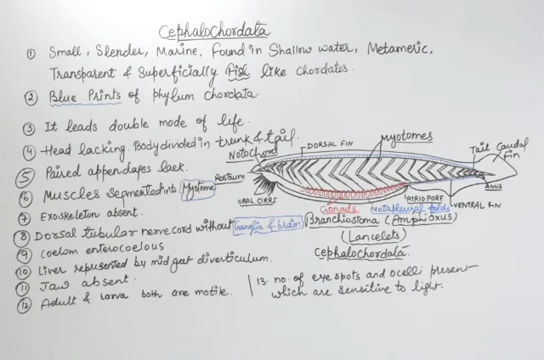 Cephalochordata
① Small, Slender, Marine, Found in Shallow water, Metameric,
Transparent & Superficially Fish like Chordates.
② Blue Prints of phylum chordata
③ It leads double mode of life.
④ Head lacking. Body divided in trunk & tail.
⑤ Paired appendages lack.
⑥ Muscles segmented into Myotome
⑦ Exoskeleton absent.
⑧ Dorsal tubular nerve cord without Ganglia & brain
⑨ Coelom enterocoelous
⑩ Liver represented by mid gut diverticulum.
⑪ Jaw absent.
⑫ Adult & larva both are motile.
13. no. of eye spots and ocelli present
which are sensitive to light.
Notochord
DORSAL FIN
myotomes
Tail Caudal
fin
Rostrum
ORAL CIRRI
Gonads
Metapleural folds
ATRIOPORE
VENTRAL FIN
ANUS
Branchiostoma (Amphioxus)
(Lancelets)
Cephalochordata.